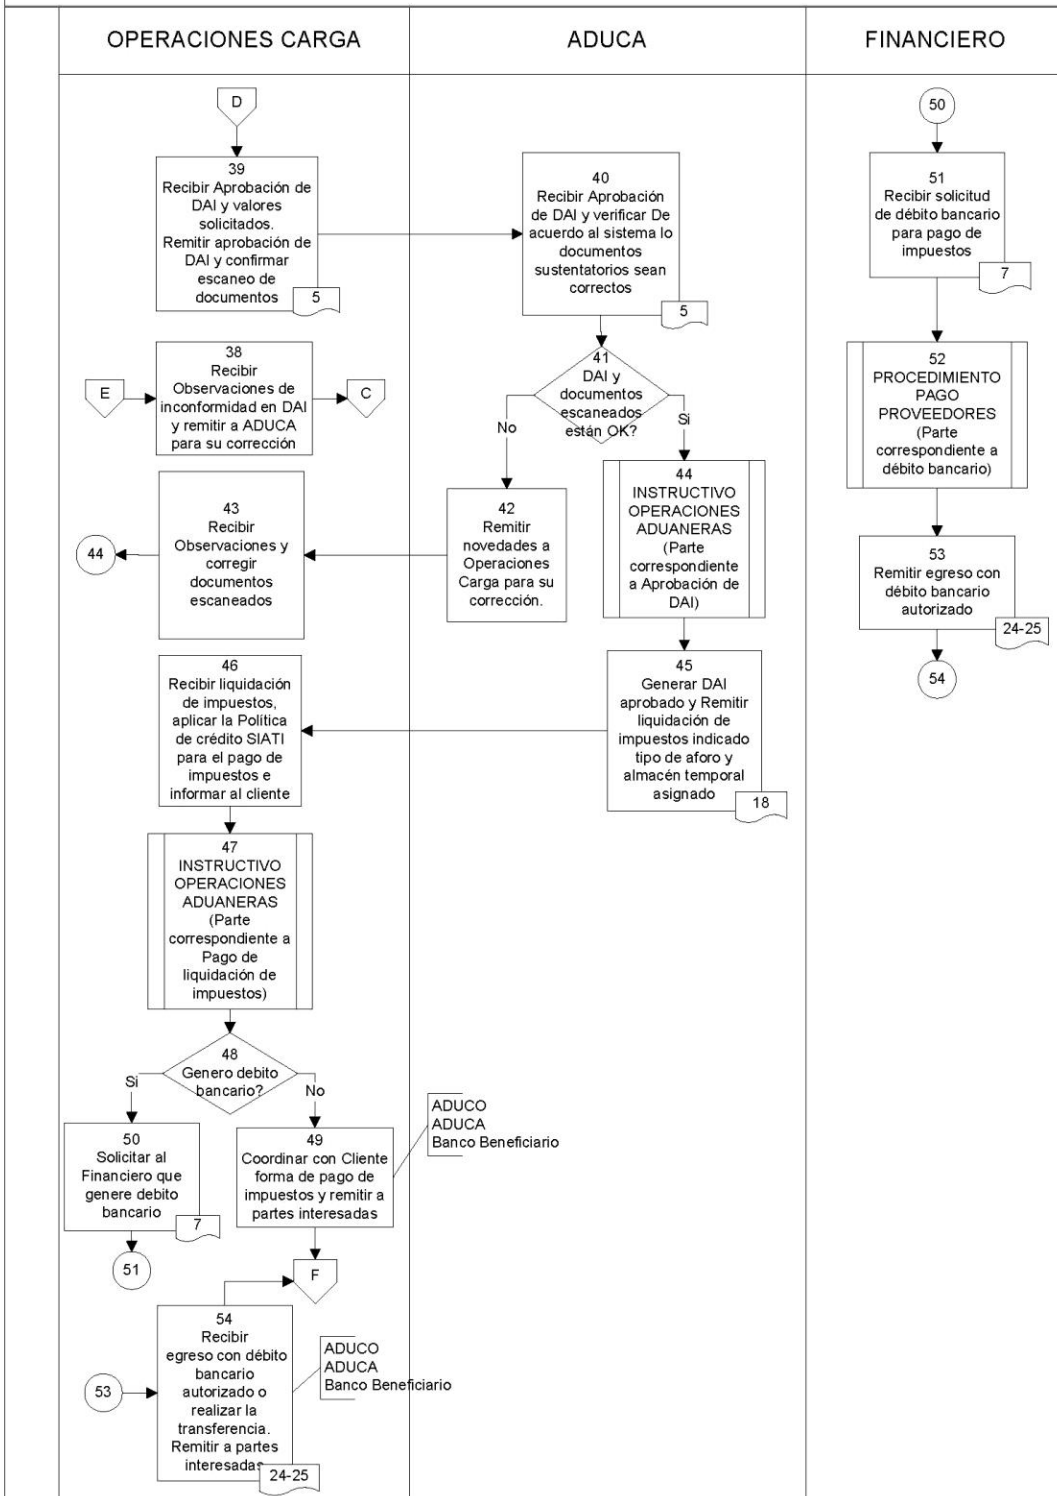 OPERACIONES CARGA
ADUCA
FINANCIERO
D
39
Recibir Aprobación de
DAI y valores
solicitados.
Remitir aprobación de
DAI y confirmar
escaneo de
documentos
5
40
Recibir Aprobación
de DAI y verificar De
acuerdo al sistema lo
documentos
sustentatorios sean
correctos
5
50
51
Recibir solicitud
de débito bancario
para pago de
impuestos
7
E
38
Recibir
Observaciones de
inconformidad en DAI
y remitir a ADUCA
para su corrección
C
41
DAI y
documentos
escaneados
están OK?
No
Si
52
PROCEDIMIENTO
PAGO
PROVEEDORES
(Parte
correspondiente a
débito bancario)
44
43
Recibir
Observaciones y
corregir
documentos
escaneados
42
Remitir
novedades a
Operaciones
Carga para su
corrección.
44
INSTRUCTIVO
OPERACIONES
ADUANERAS
(Parte
correspondiente
a Aprobación de
DAI)
53
Remitir egreso con
débito bancario
autorizado
24-25
54
46
Recibir liquidación
de impuestos,
aplicar la Política
de crédito SIATI
para el pago de
impuestos e
informar al cliente
45
Generar DAI
aprobado y Remitir
liquidación de
impuestos indicado
tipo de aforo y
almacén temporal
asignado
18
47
INSTRUCTIVO
OPERACIONES
ADUANERAS
(Parte
correspondiente a
Pago de
liquidación de
impuestos)
48
Genero debito
bancario?
Si
No
50
Solicitar al
Financiero que
genere debito
bancario
7
51
49
Coordinar con Cliente
forma de pago de
impuestos y remitir a
partes interesadas
ADUCO
ADUCA
Banco Beneficiario
F
53
54
Recibir
egreso con débito
bancario
autorizado o
realizar la
transferencia.
Remitir a partes
interesadas
24-25
ADUCO
ADUCA
Banco Beneficiario